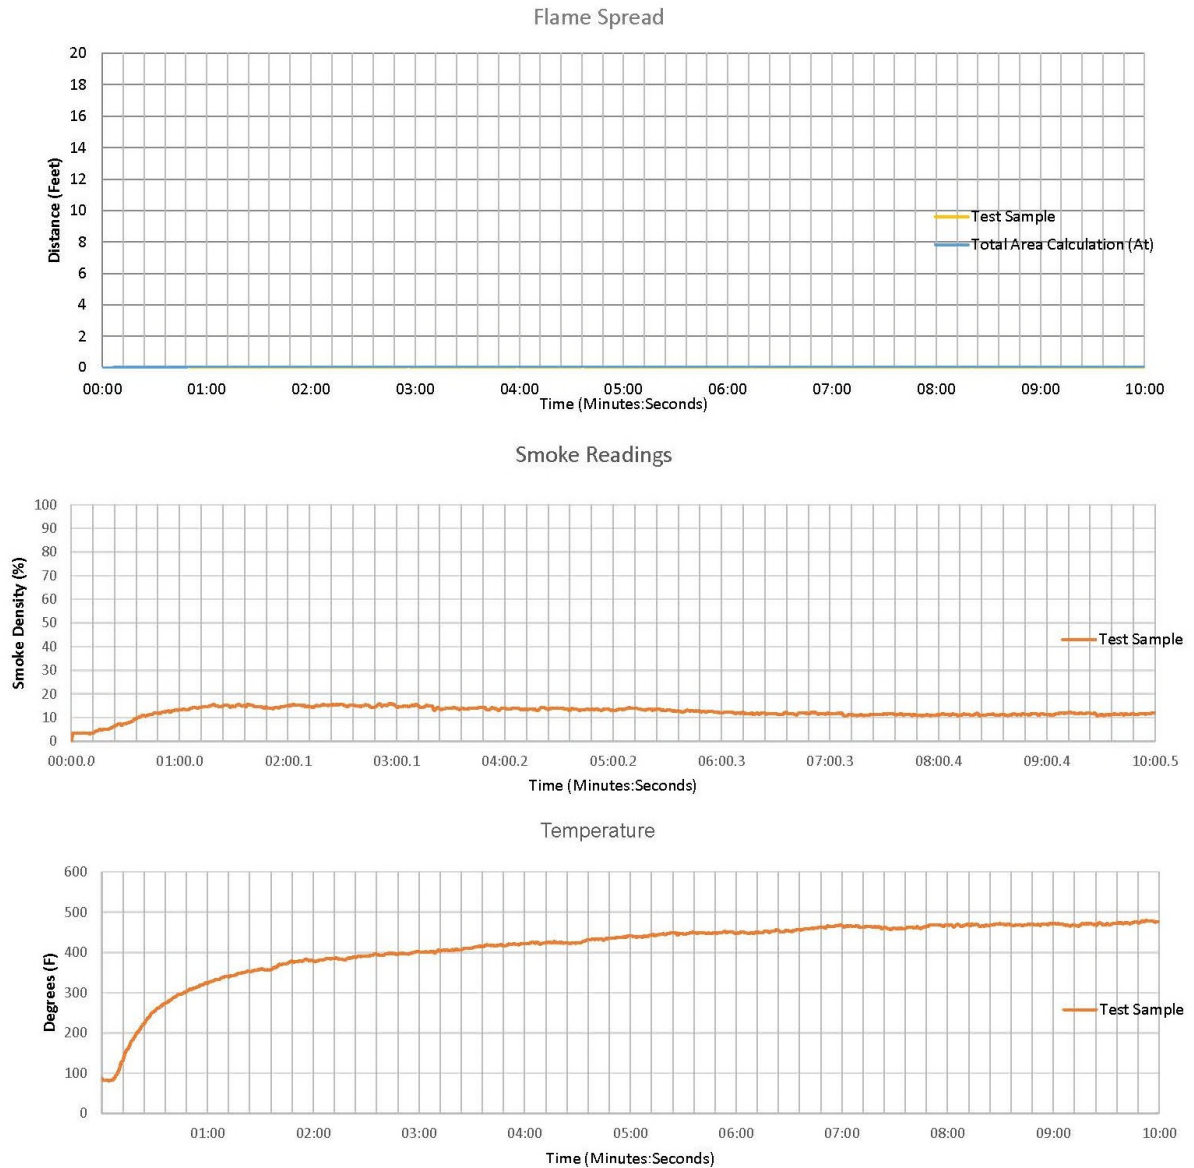 Flame Spread
20
18
16
14
12
10
8
6
4
2
0
Distance (Feet)
Test Sample
Total Area Calculation (At)
00:00 01:00 02:00 03:00 04:00 05:00 06:00 07:00 08:00 09:00 10:00
Time (Minutes:Seconds)
Smoke Readings
100
90
80
70
60
50
40
30
20
10
0
Smoke Density (%)
Test Sample
00:00.0 01:00.0 02:00.1 03:00.1 04:00.2 05:00.2 06:00.3 07:00.3 08:00.4 09:00.4 10:00.5
Time (Minutes:Seconds)
Temperature
600
500
400
300
200
100
0
Degrees (F)
Test Sample
01:00 02:00 03:00 04:00 05:00 06:00 07:00 08:00 09:00 10:00
Time (Minutes:Seconds)